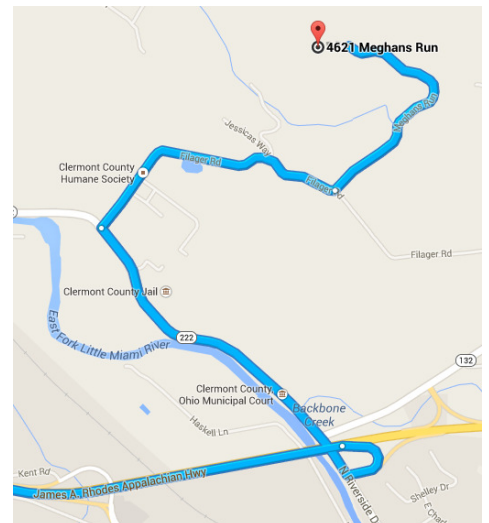 4621 Meghans Run
Meghans Run
Jessicas Way
Filager Rd
Clermont County
Humane Society
Filager Rd
Filager Rd
Clermont County Jail
East Fork Little Miami River
222
132
Clermont County
Ohio Municipal Court
Backbone
Creek
Haskell Ln
Kent Rd
James A. Rhodes Appalachian Hwy
N Riverside D
Shelley Dr
E Charl